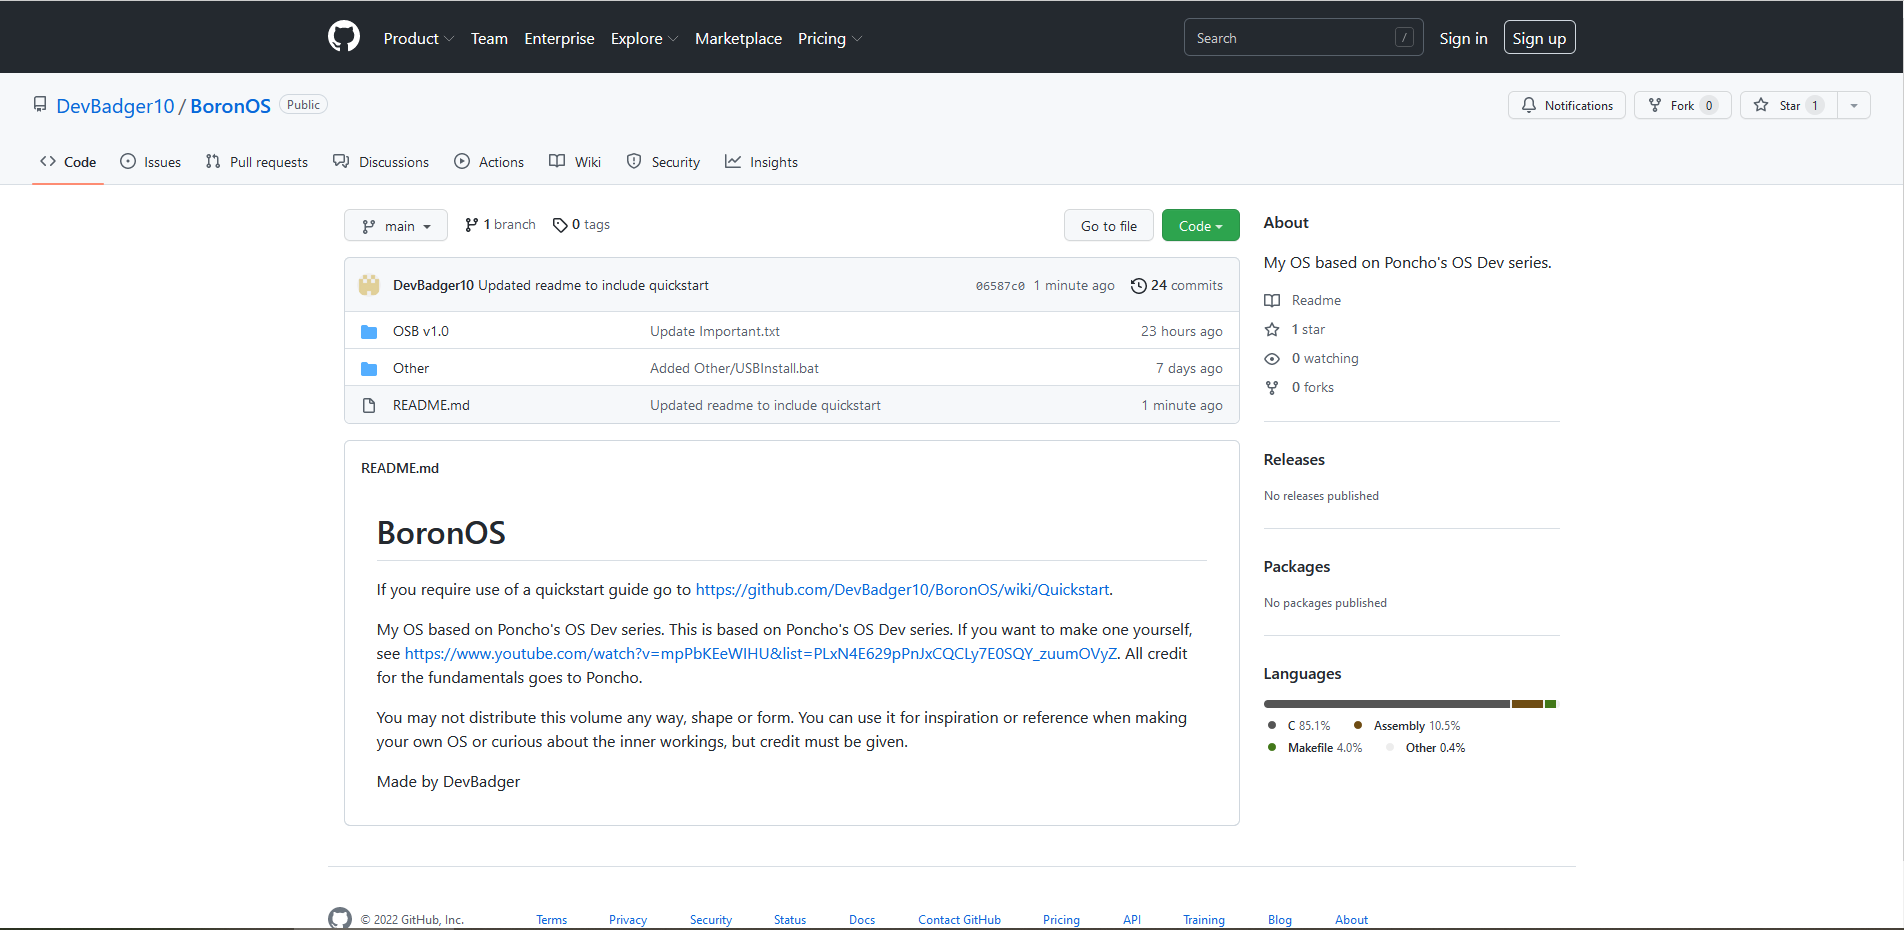 Product Team Enterprise Explore Marketplace Pricing Search / Sign in Sign up
DevBadger10 / BoronOS Public Notifications Fork 0 Star 1
Code Issues Pull requests Discussions Actions Wiki Security Insights
main 1 branch 0 tags Go to file Code
DevBadger10 Updated readme to include quickstart 06587c0 1 minute ago 24 commits
OSB v1.0 Update Important.txt 23 hours ago
Other Added Other/USBInstall.bat 7 days ago
README.md Updated readme to include quickstart 1 minute ago
README.md
BoronOS
If you require use of a quickstart guide go to https://github.com/DevBadger10/BoronOS/wiki/Quickstart.
My OS based on Poncho's OS Dev series. This is based on Poncho's OS Dev series. If you want to make one yourself,
see https://www.youtube.com/watch?v=mpPbKEeWIHU&list=PLxN4E629pPnJxCQCLy7E0SQY_zuumOVyZ. All credit
for the fundamentals goes to Poncho.
You may not distribute this volume any way, shape or form. You can use it for inspiration or reference when making
your own OS or curious about the inner workings, but credit must be given.
Made by DevBadger
About
My OS based on Poncho's OS Dev series.
Readme
1 star
0 watching
0 forks
Releases
No releases published
Packages
No packages published
Languages
C 85.1% Assembly 10.5%
Makefile 4.0% Other 0.4%
© 2022 GitHub, Inc. Terms Privacy Security Status Docs Contact GitHub Pricing API Training Blog About